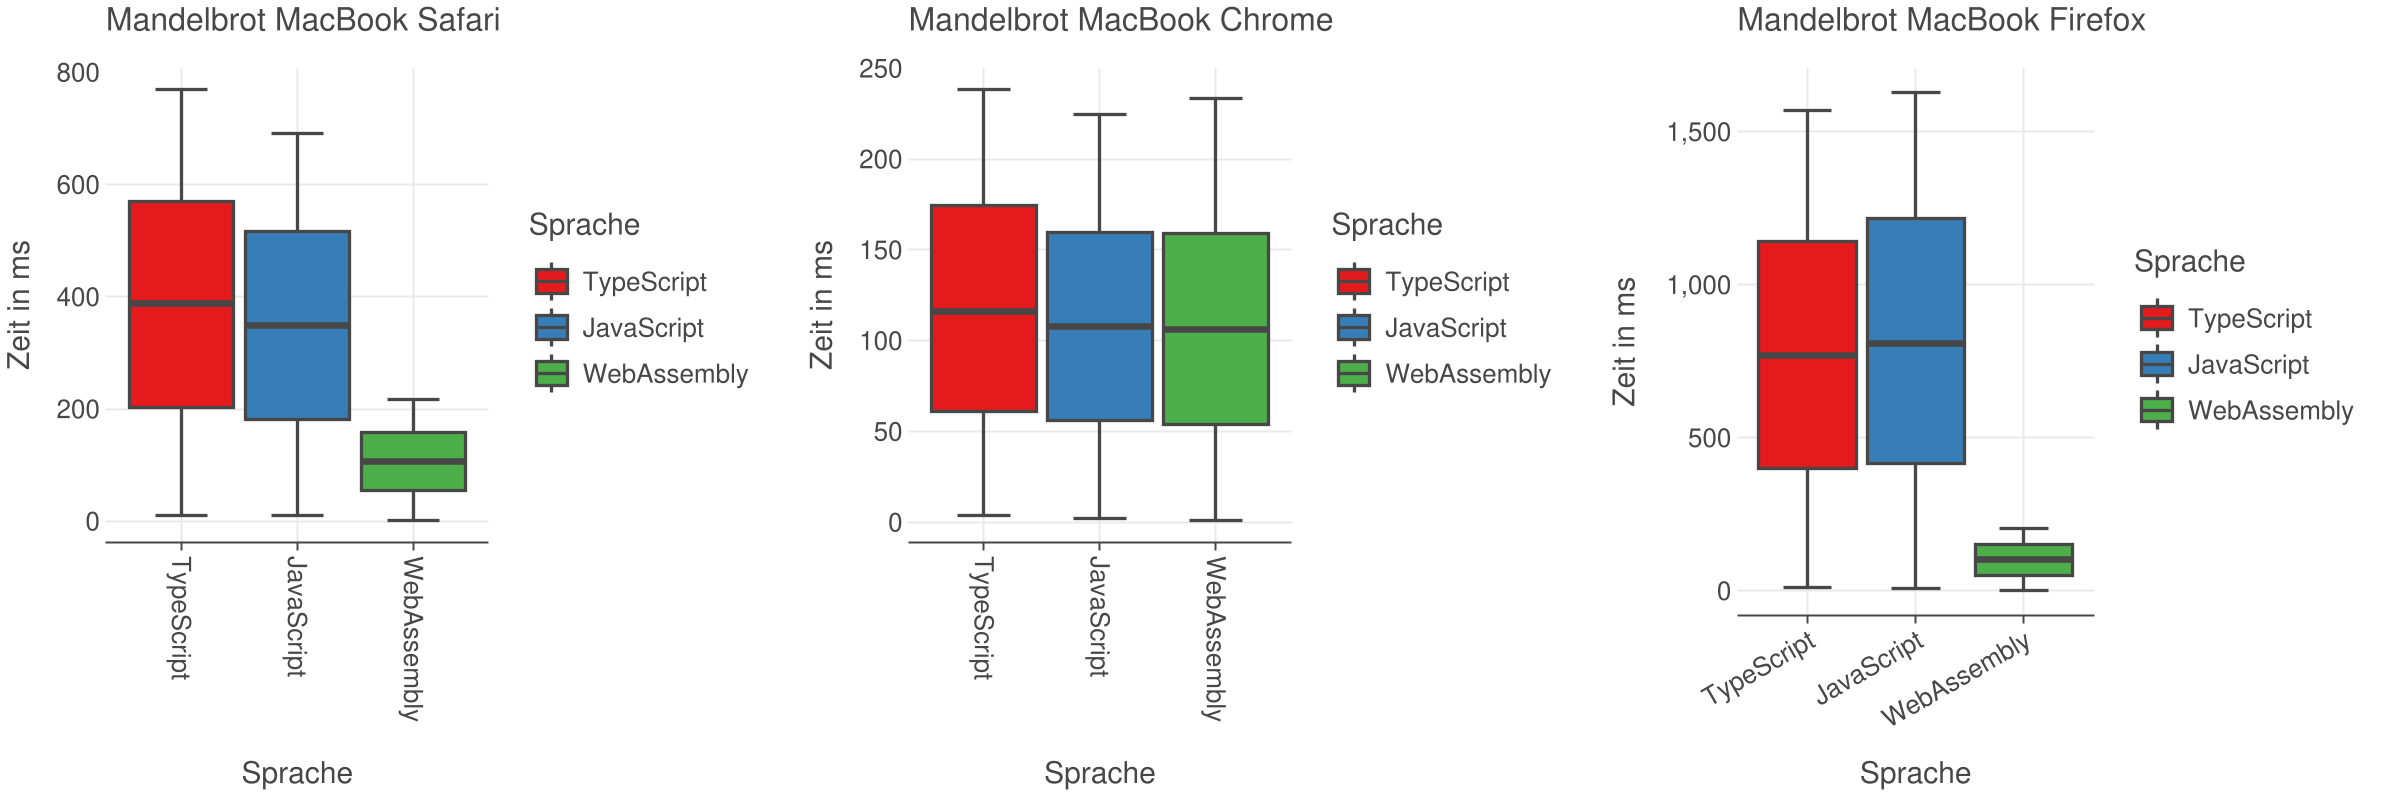 Mandelbrot MacBook Safari
800
600
400
200
0
Zeit in ms
TypeScript
JavaScript
WebAssembly
Sprache
Sprache
TypeScript
JavaScript
WebAssembly
Mandelbrot MacBook Chrome
250
200
150
100
50
0
Zeit in ms
TypeScript
JavaScript
WebAssembly
Sprache
Sprache
TypeScript
JavaScript
WebAssembly
Mandelbrot MacBook Firefox
1,500
1,000
500
0
Zeit in ms
TypeScript
JavaScript
WebAssembly
Sprache
Sprache
TypeScript
JavaScript
WebAssembly